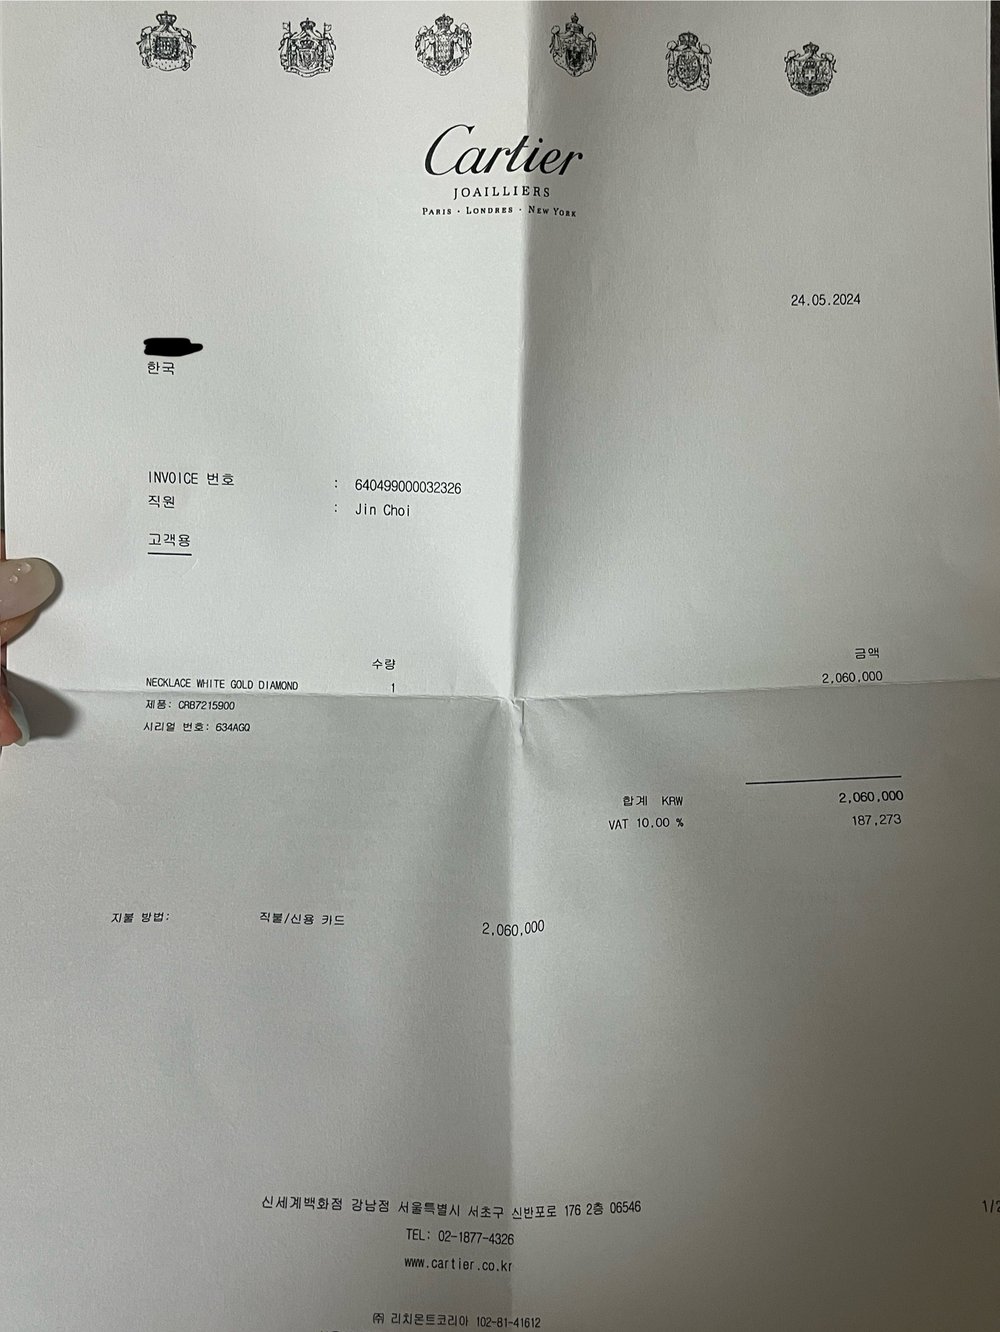 Cartier
JOAILLIERS
PARIS · LONDRES · NEW YORK
24.05.2024
한국
INVOICE 번호 : 640499000032326
직원 : Jin Choi
고객용
수량 금액
NECKLACE WHITE GOLD DIAMOND 1 2,060,000
제품: CRB7215900
시리얼 번호: 634AGQ
합계 KRW 2,060,000
VAT 10.00 % 187,273
지불 방법: 직불/신용 카드 2,060,000
신세계백화점 강남점 서울특별시 서초구 신반포로 176 2층 06546
1/2
TEL: 02-1877-4326
www.cartier.co.kr
㈜ 리치몬트코리아 102-81-41612